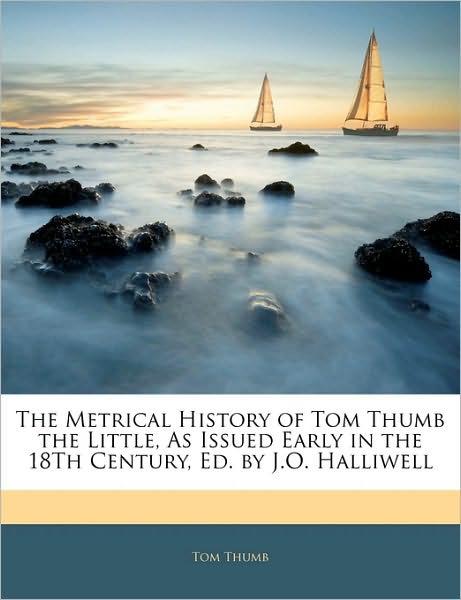 The Metrical History of Tom Thumb
the Little, As Issued Early in the
18Th Century, Ed. by J.O. Halliwell
Tom Thumb